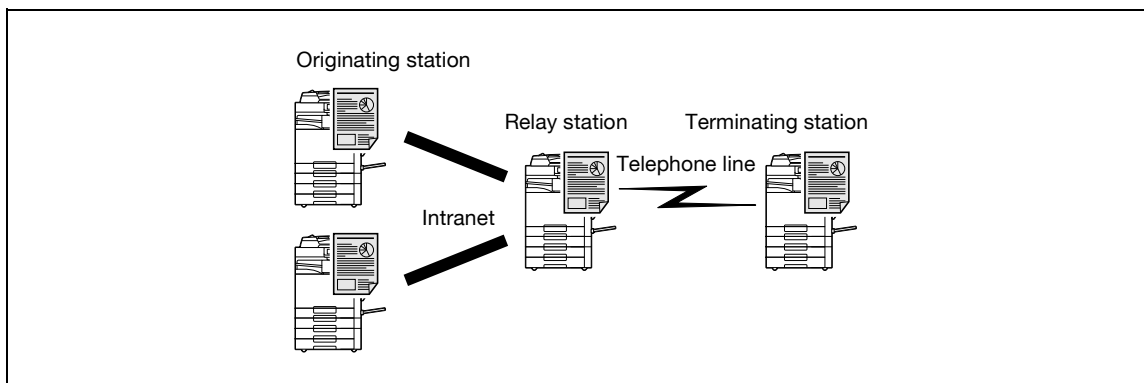 Originating station
Relay station
Terminating station
Telephone line
Intranet